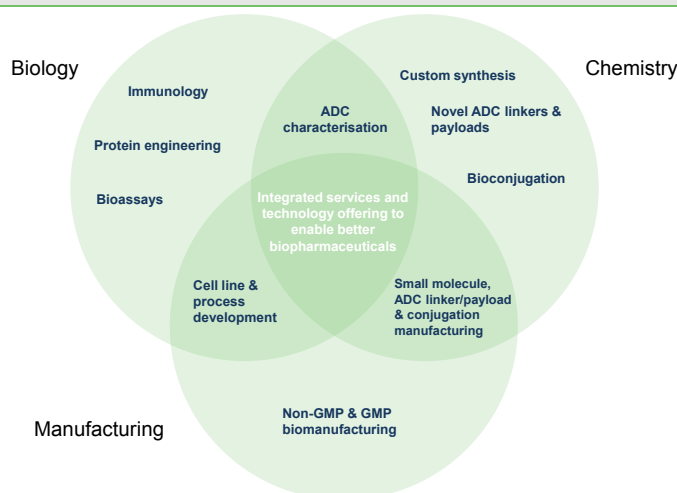 Biology
Chemistry
Immunology
Custom synthesis
ADC
characterisation
Novel ADC linkers &
payloads
Protein engineering
Bioconjugation
Bioassays
Integrated services and
technology offering to
enable better
biopharmaceuticals
Cell line &
process
development
Small molecule,
ADC linker/payload
& conjugation
manufacturing
Non-GMP & GMP
biomanufacturing
Manufacturing